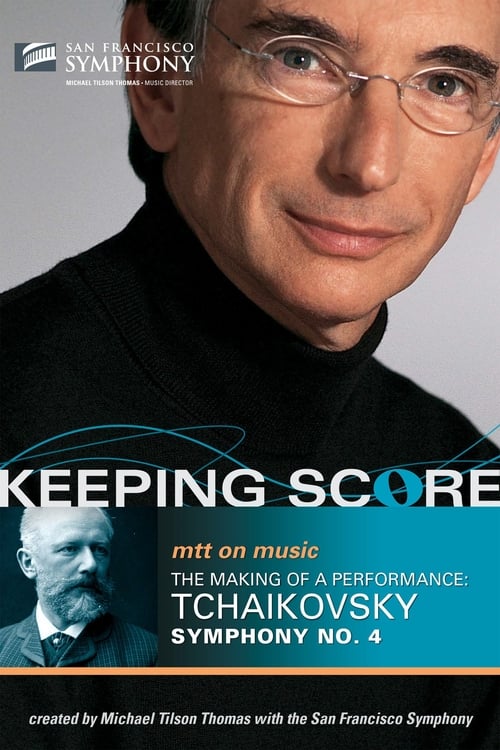 SAN FRANCISCO
SYMPHONY
MICHAEL TILSON THOMAS • MUSIC DIRECTOR
KEEPING SCORE
mtt on music
THE MAKING OF A PERFORMANCE:
TCHAIKOVSKY
SYMPHONY NO. 4
created by Michael Tilson Thomas with the San Francisco Symphony